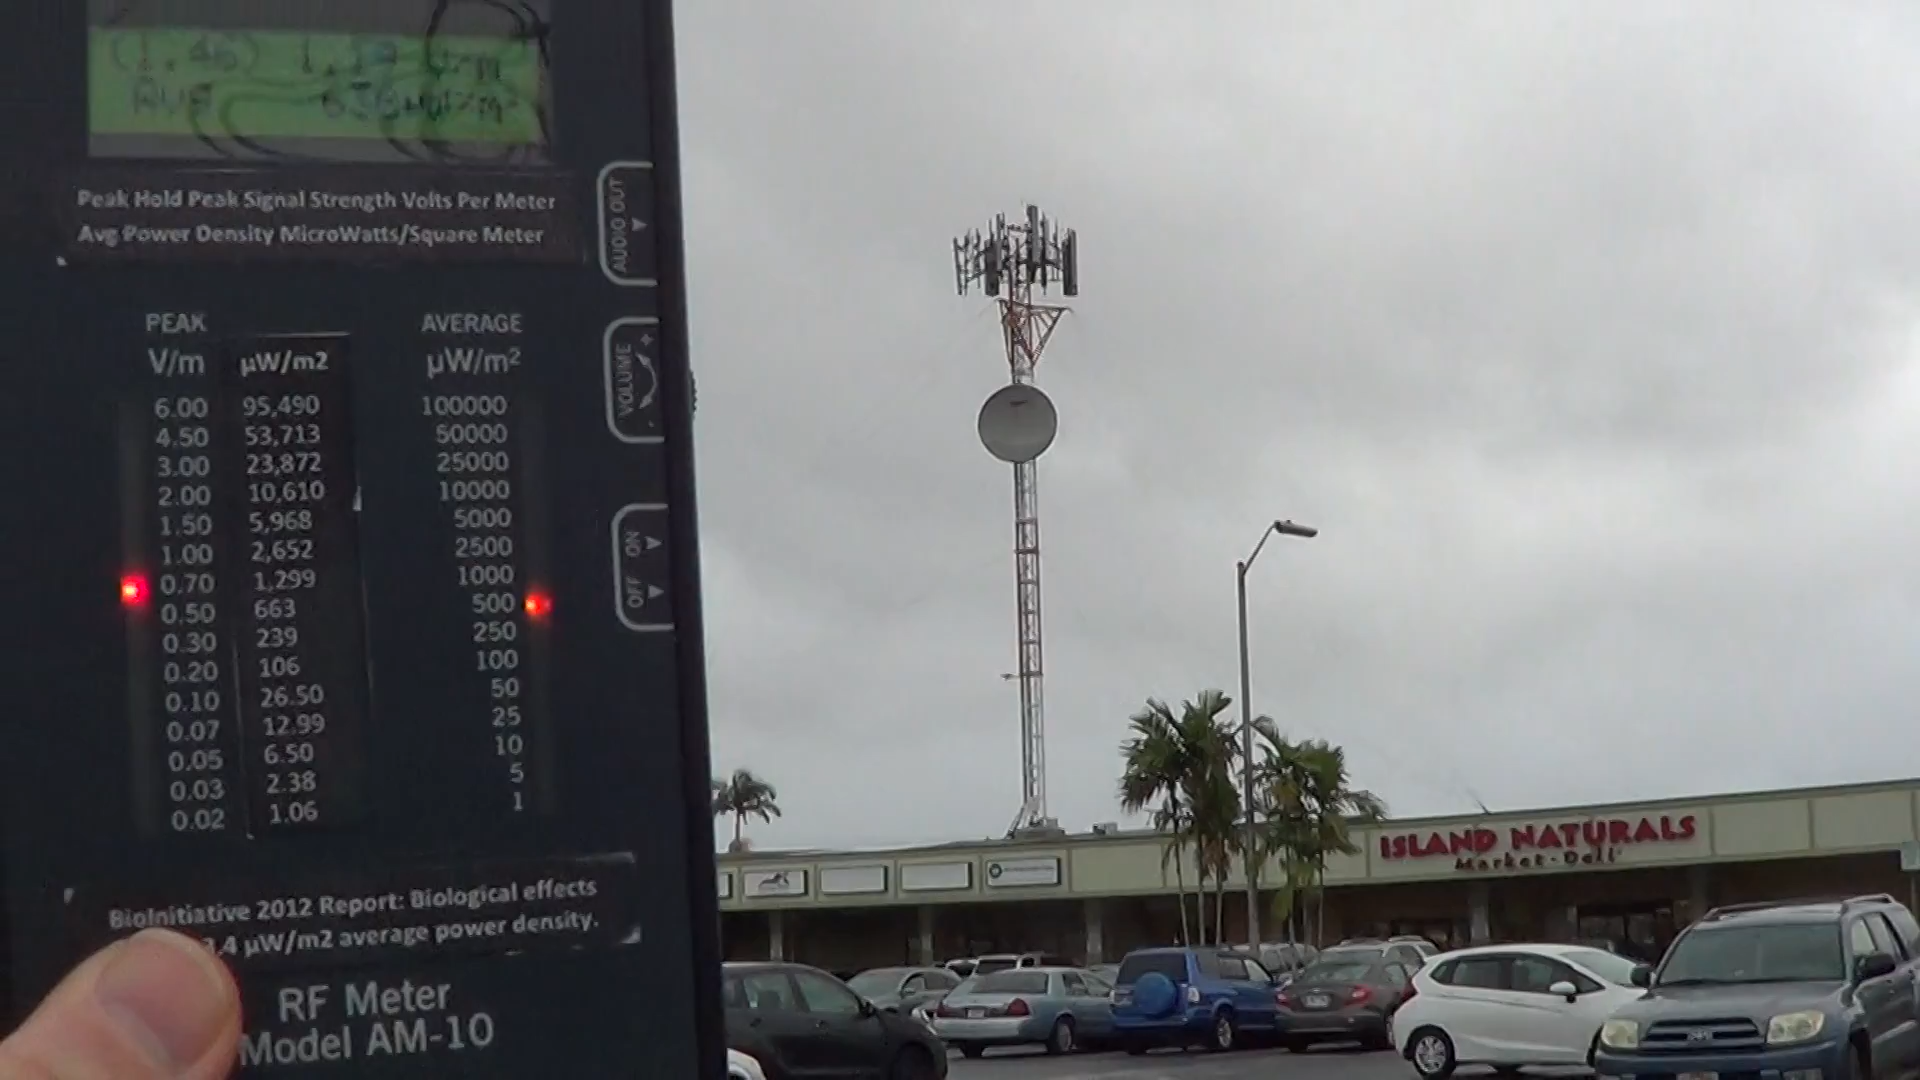 Peak Hold Peak Signal Strength Volts Per Meter
Avg Power Density MicroWatts/Square Meter
AUDIO OUT
VOLUME
+
-
OFF ON
PEAK AVERAGE
V/m µW/m2 µW/m²
6.00 95,490 100000
4.50 53,713 50000
3.00 23,872 25000
2.00 10,610 10000
1.50 5,968 5000
1.00 2,652 2500
0.70 1,299 1000
0.50 663 500
0.30 239 250
0.20 106 100
0.10 26.50 50
0.07 12.99 25
0.05 6.50 10
0.03 2.38 5
0.02 1.06 1
BioInitiative 2012 Report: Biological effects
µW/m2 average power density.
RF Meter
Model AM-10
ISLAND NATURALS
Market - Deli